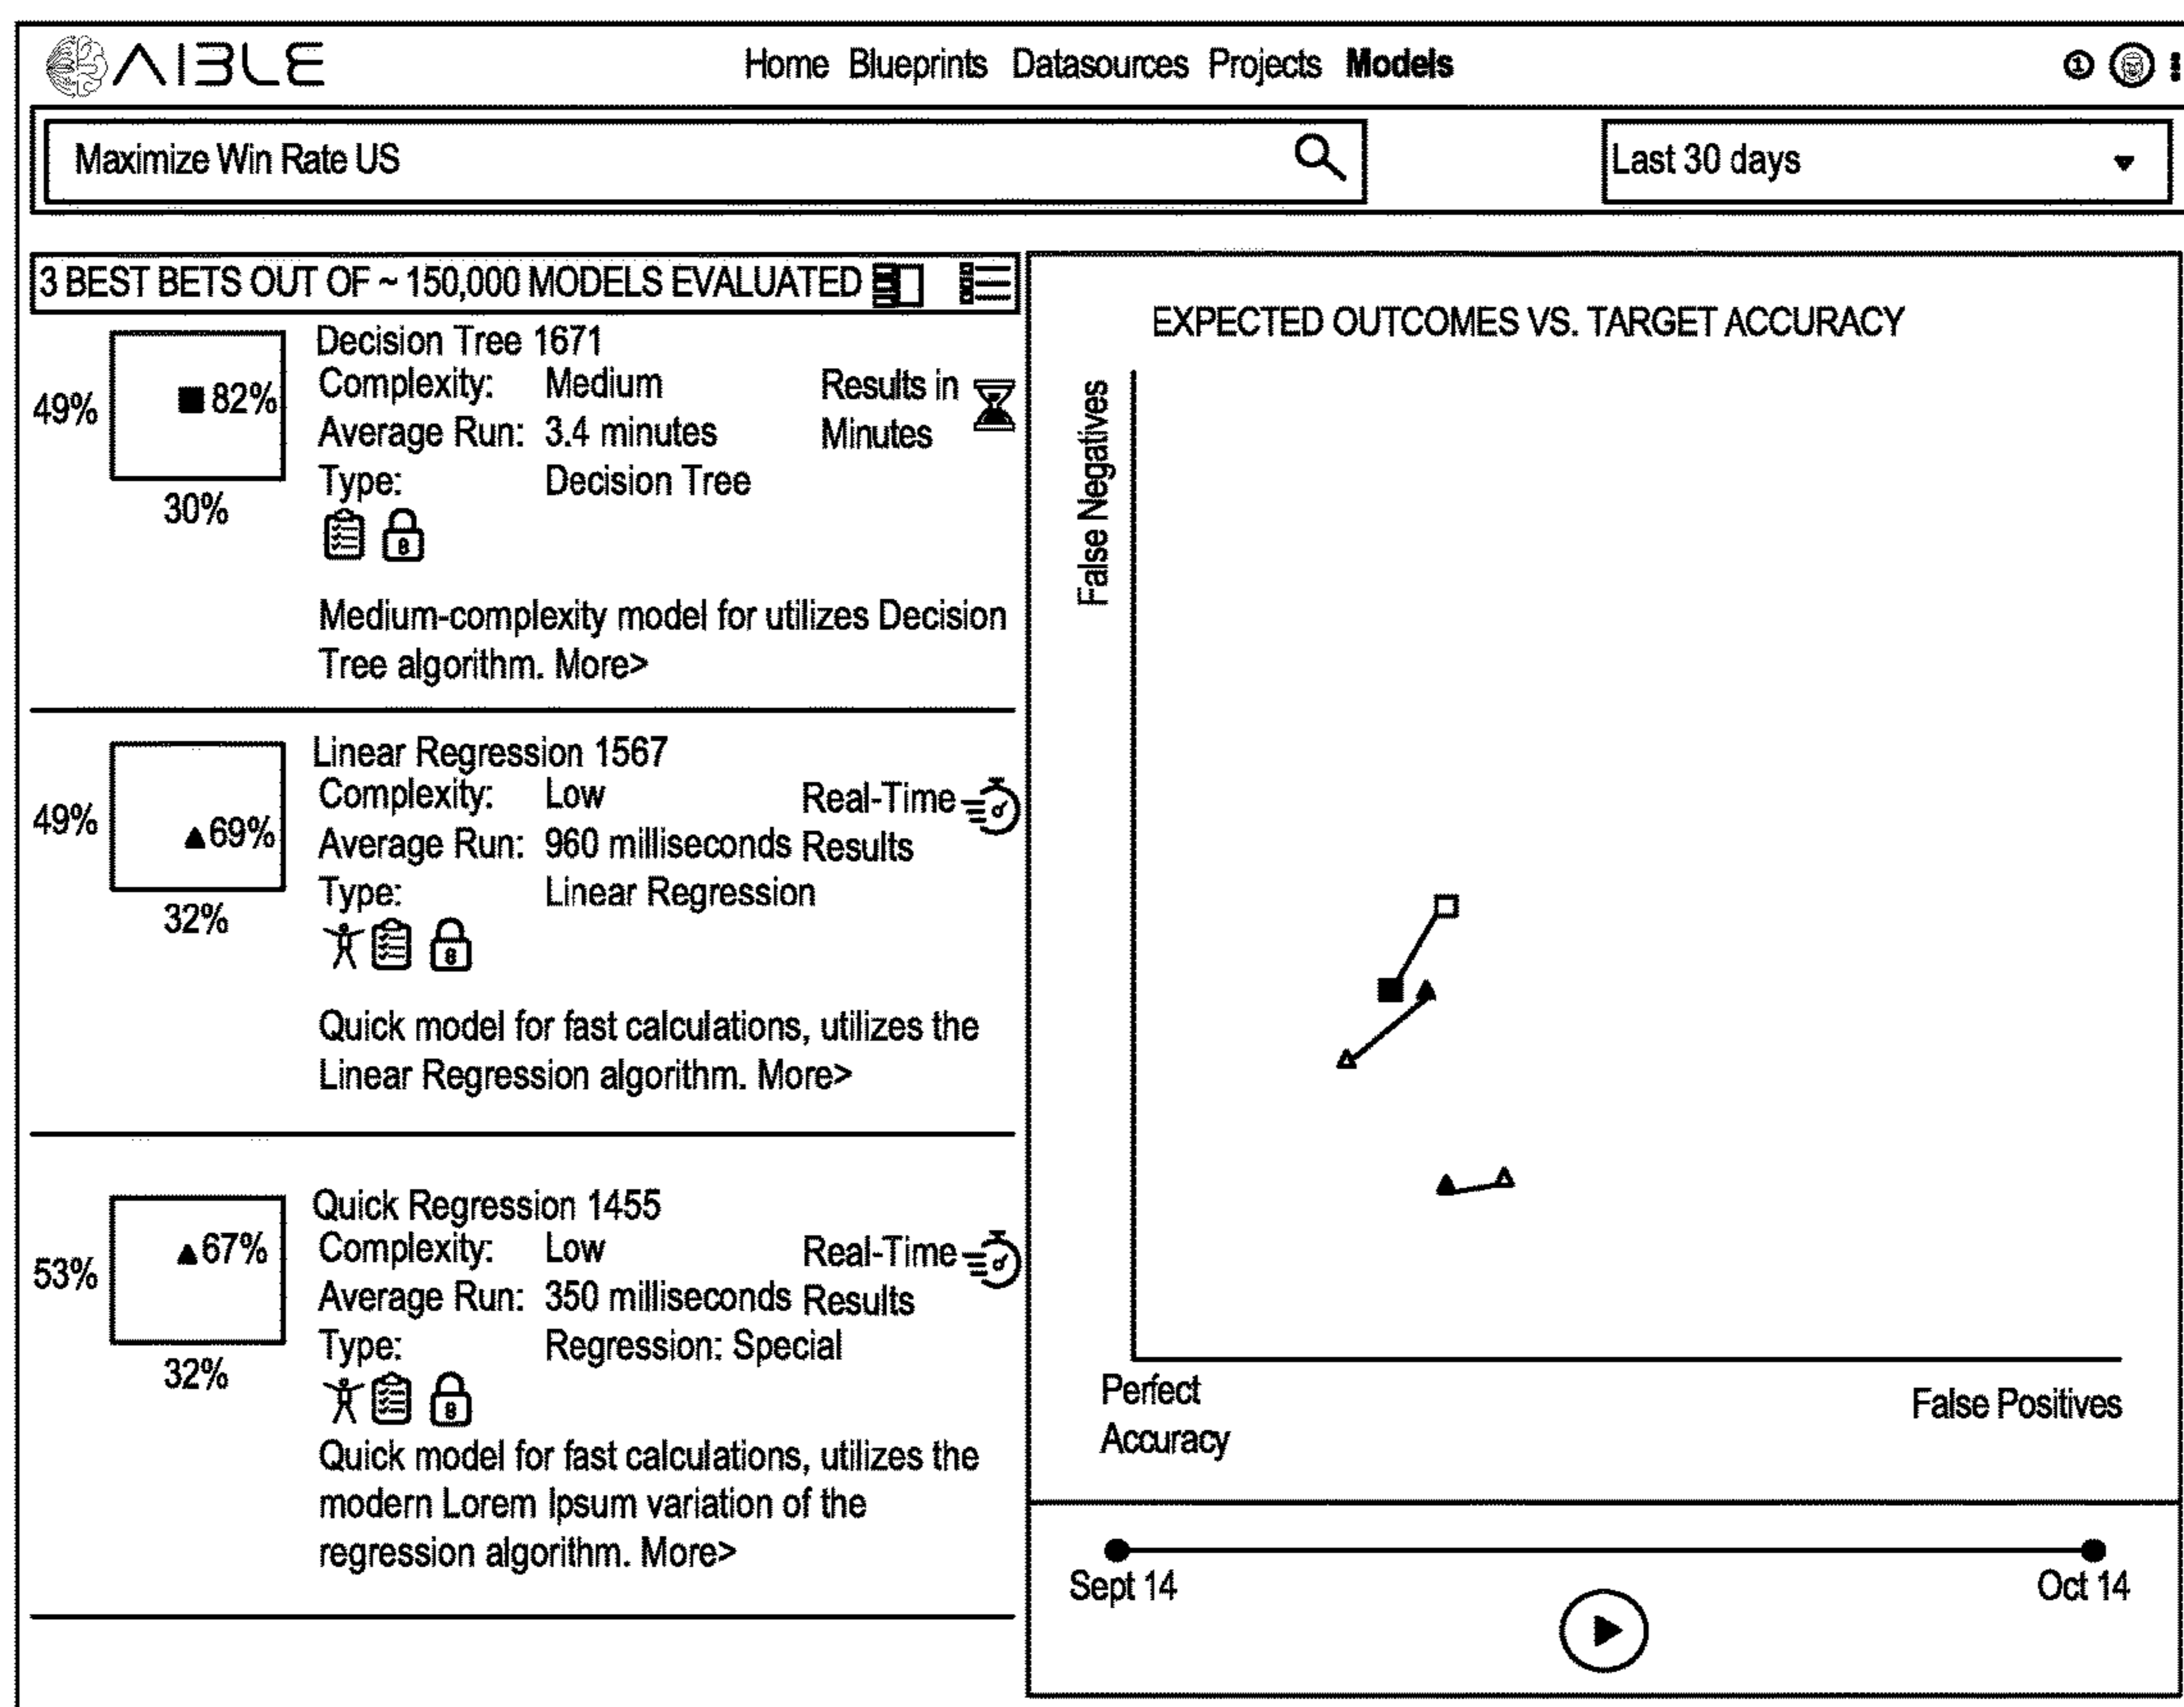 AIBLE
Home Blueprints Datasources Projects Models
1
Maximize Win Rate US
Last 30 days
3 BEST BETS OUT OF ~ 150,000 MODELS EVALUATED
Decision Tree 1671
49%
82%
30%
Complexity: Medium
Average Run: 3.4 minutes
Type: Decision Tree
Results in
Minutes
8
Medium-complexity model for utilizes Decision
Tree algorithm. More>
Linear Regression 1567
49%
69%
32%
Complexity: Low
Average Run: 960 milliseconds
Type: Linear Regression
Real-Time
Results
8
Quick model for fast calculations, utilizes the
Linear Regression algorithm. More>
Quick Regression 1455
53%
67%
32%
Complexity: Low
Average Run: 350 milliseconds
Type: Regression: Special
Real-Time
Results
8
Quick model for fast calculations, utilizes the
modern Lorem Ipsum variation of the
regression algorithm. More>
EXPECTED OUTCOMES VS. TARGET ACCURACY
False Negatives
Perfect
Accuracy
False Positives
Sept 14
Oct 14